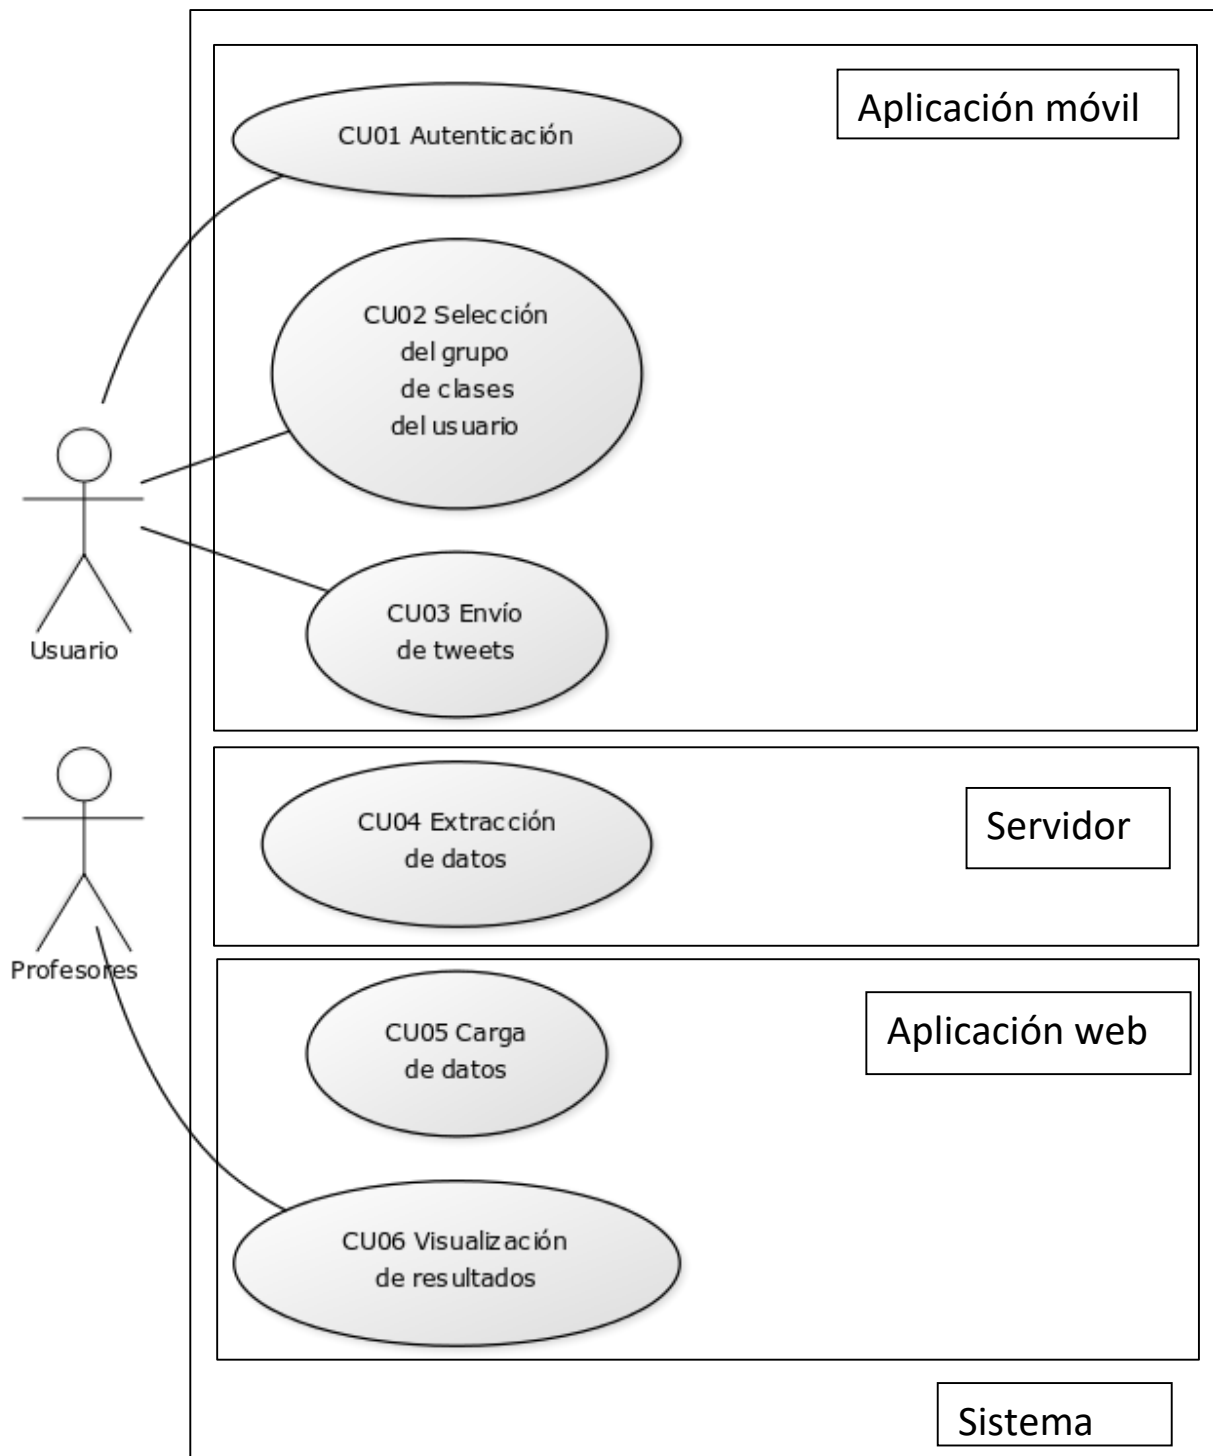 Aplicación móvil
CU01 Autenticación
CU02 Selección
del grupo
de clases
del usuario
CU03 Envío
de tweets
Usuario
Servidor
CU04 Extracción
de datos
Profesores
Aplicación web
CU05 Carga
de datos
CU06 Visualización
de resultados
Sistema